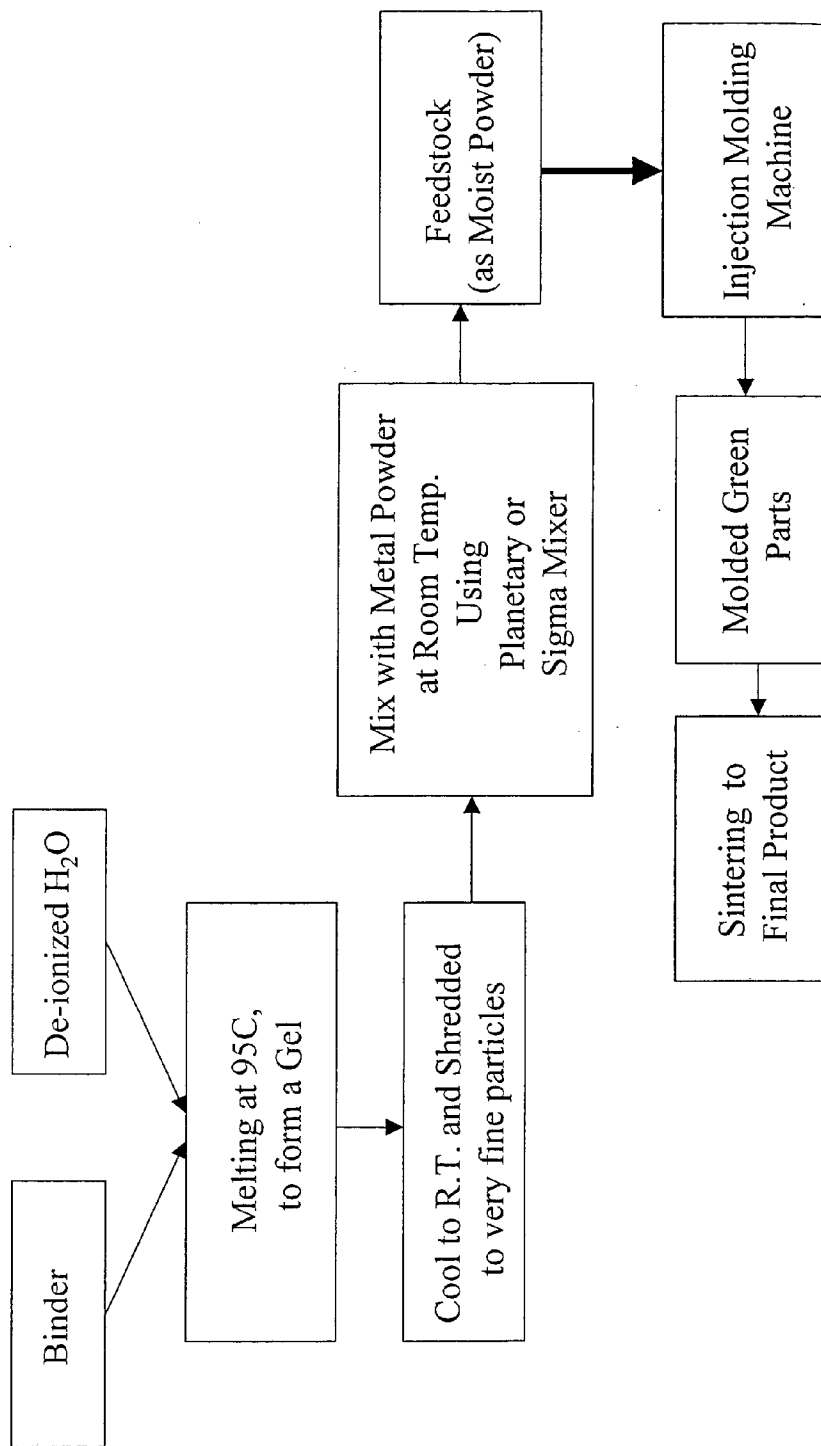 Binder
De-ionized H₂O
Melting at 95C,
to form a Gel
Cool to R.T. and Shredded
to very fine particles
Mix with Metal Powder
at Room Temp.
Using
Planetary or
Sigma Mixer
Feedstock
(as Moist Powder)
Injection Molding
Machine
Molded Green
Parts
Sintering to
Final Product